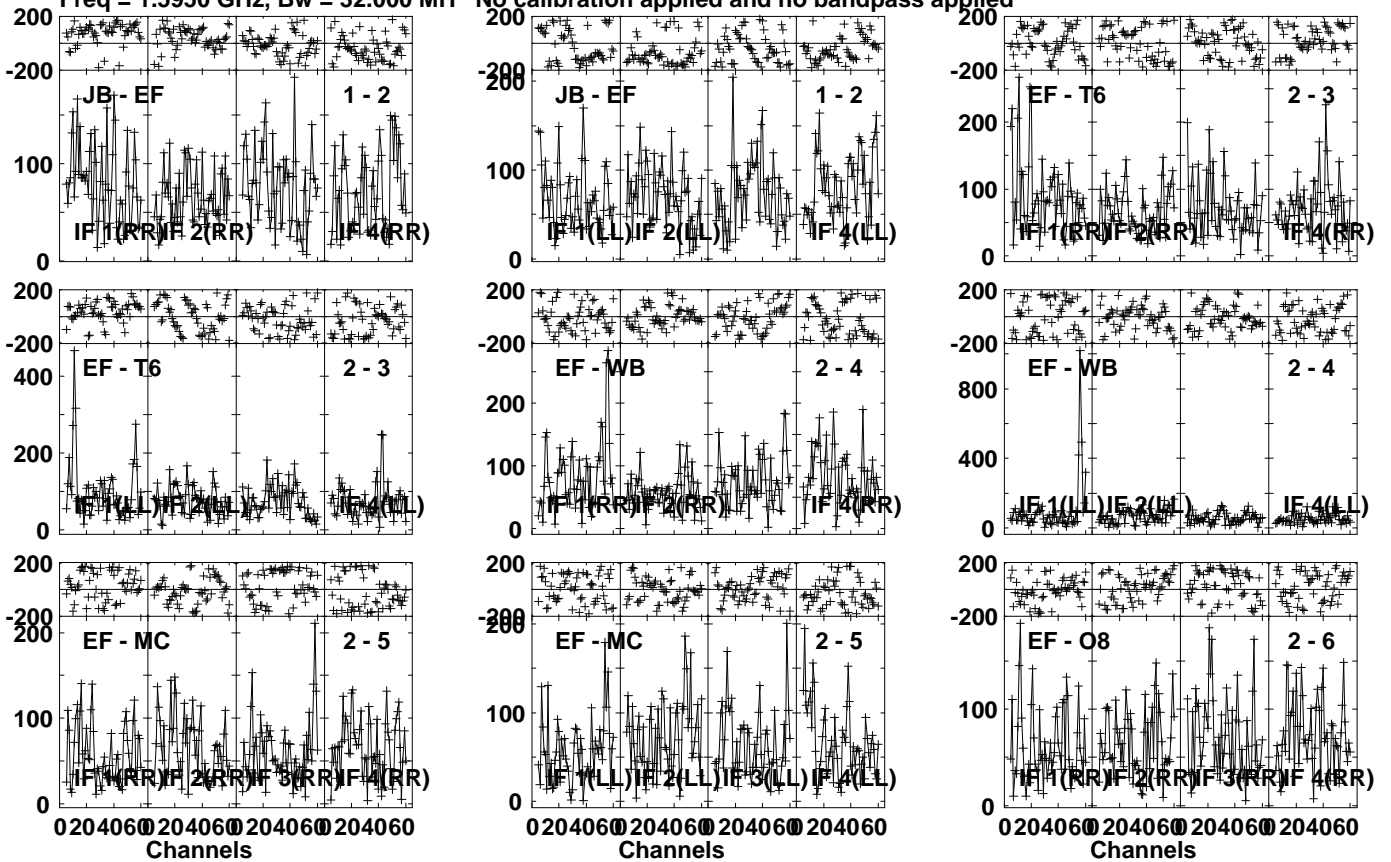 Freq = 1.5950 GHz, Bw = 32.000 MH No calibration applied and no bandpass applied
200
-200
JB - EF 1 - 2
100
IF 1(RR) IF 2(RR) IF 4(RR)
0
200
-200
200
JB - EF 1 - 2
100
IF 1(LL) IF 2(LL) IF 4(LL)
0
200
-200
EF - T6 2 - 3
200
100
IF 1(RR) IF 2(RR) IF 4(RR)
0
200
-200
EF - T6 2 - 3
400
200
IF 1(LL) IF 2(LL) IF 4(LL)
0
200
-200
EF - WB 2 - 4
200
100
IF 1(RR) IF 2(RR) IF 4(RR)
0
200
-200
EF - WB 2 - 4
800
400
IF 1(LL) IF 2(LL) IF 4(LL)
0
200
-200
200
EF - MC 2 - 5
100
IF 1(RR) IF 2(RR) IF 3(RR) IF 4(RR)
0
0 20 40 60 0 20 40 60 0 20 40 60 0 20 40 60
Channels
200
-200
200
EF - MC 2 - 5
100
IF 1(LL) IF 2(LL) IF 3(LL) IF 4(LL)
0
0 20 40 60 0 20 40 60 0 20 40 60 0 20 40 60
Channels
200
-200
EF - O8 2 - 6
100
IF 1(RR) IF 2(RR) IF 3(RR) IF 4(RR)
0
0 20 40 60 0 20 40 60 0 20 40 60 0 20 40 60
Channels